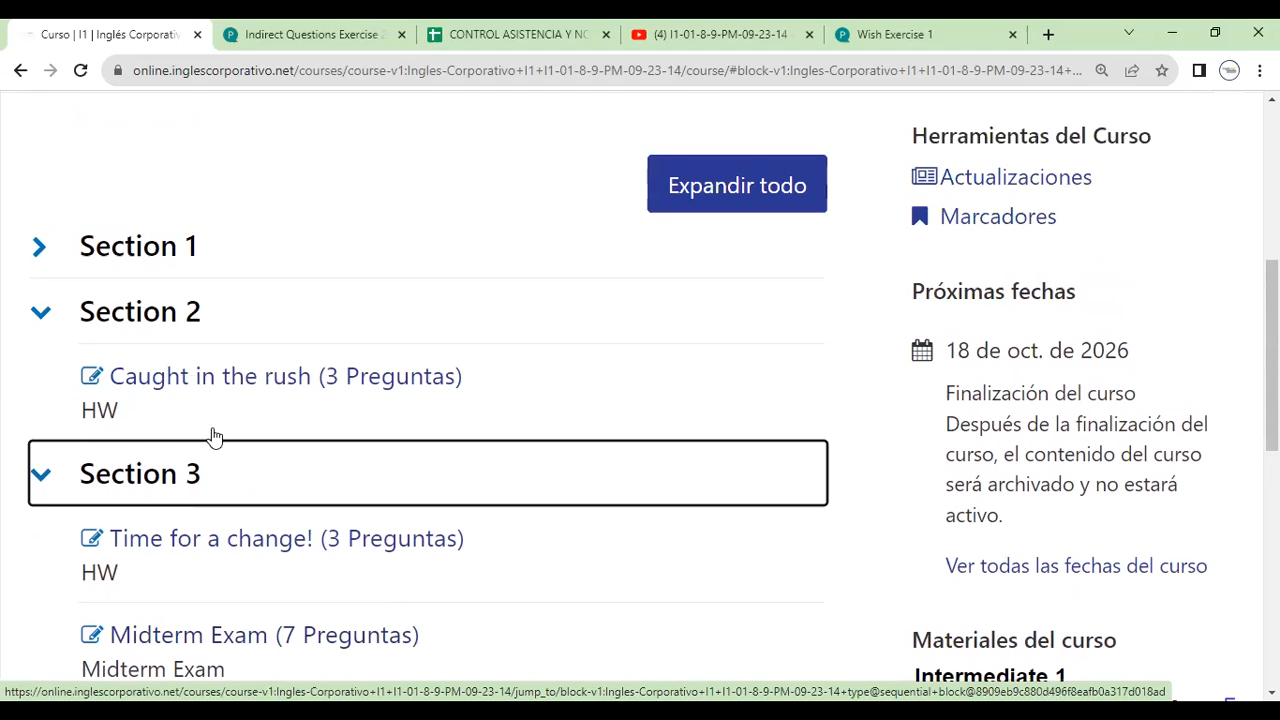 Curso | I1 | Inglés Corporativ
Indirect Questions Exercise 2
CONTROL ASISTENCIA Y NO
(4) I1-01-8-9-PM-09-23-14
Wish Exercise 1
online.inglescorporativo.net/courses/course-v1:Ingles-Corporativo+I1+I1-01-8-9-PM-09-23-14/course/#block-v1:Ingles-Corporativo+I1+I1-01-8-9-PM-09-23-14+...
Expandir todo
Section 1
Section 2
Caught in the rush (3 Preguntas)
HW
Section 3
Time for a change! (3 Preguntas)
HW
Midterm Exam (7 Preguntas)
Midterm Exam
Herramientas del Curso
Actualizaciones
Marcadores
Próximas fechas
18 de oct. de 2026
Finalización del curso
Después de la finalización del
curso, el contenido del curso
será archivado y no estará
activo.
Ver todas las fechas del curso
Materiales del curso
Intermediate 1
https://online.inglescorporativo.net/courses/course-v1:Ingles-Corporativo+I1+I1-01-8-9-PM-09-23-14/jump_to/block-v1:Ingles-Corporativo+I1+I1-01-8-9-PM-09-23-14+type@sequential+block@8909eb9c880d496f8eafb0a317d018ad